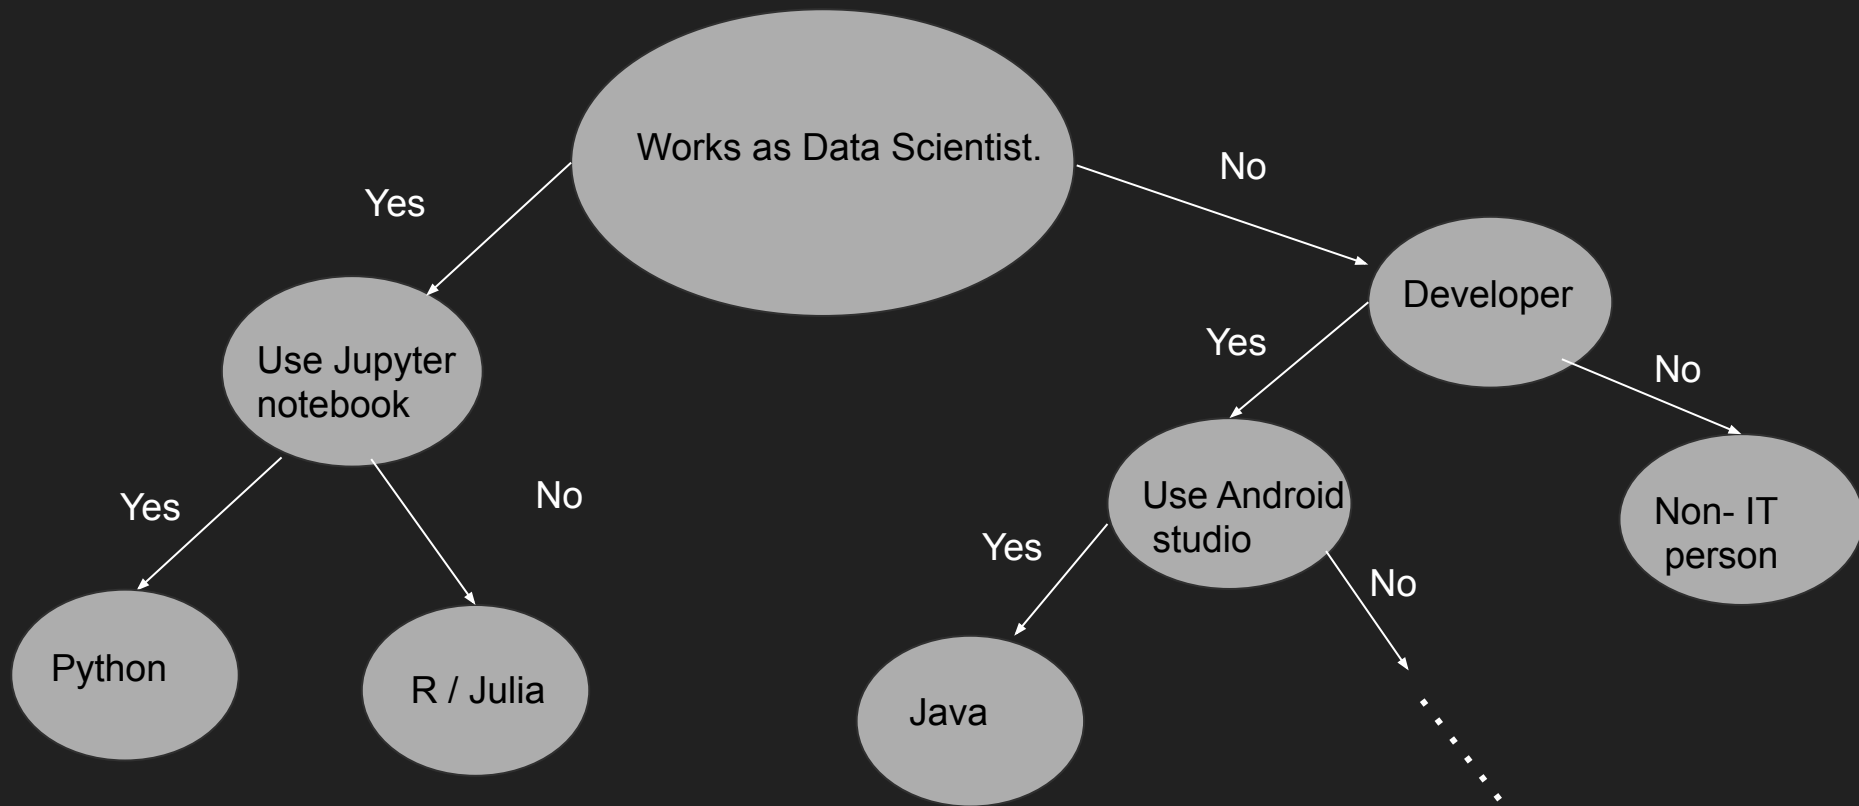 Works as Data Scientist.
No
Yes
Developer
Yes
Use Jupyter
notebook
No
Yes
No
Use Android
studio
Non- IT
person
Yes
No
Python
R / Julia
Java